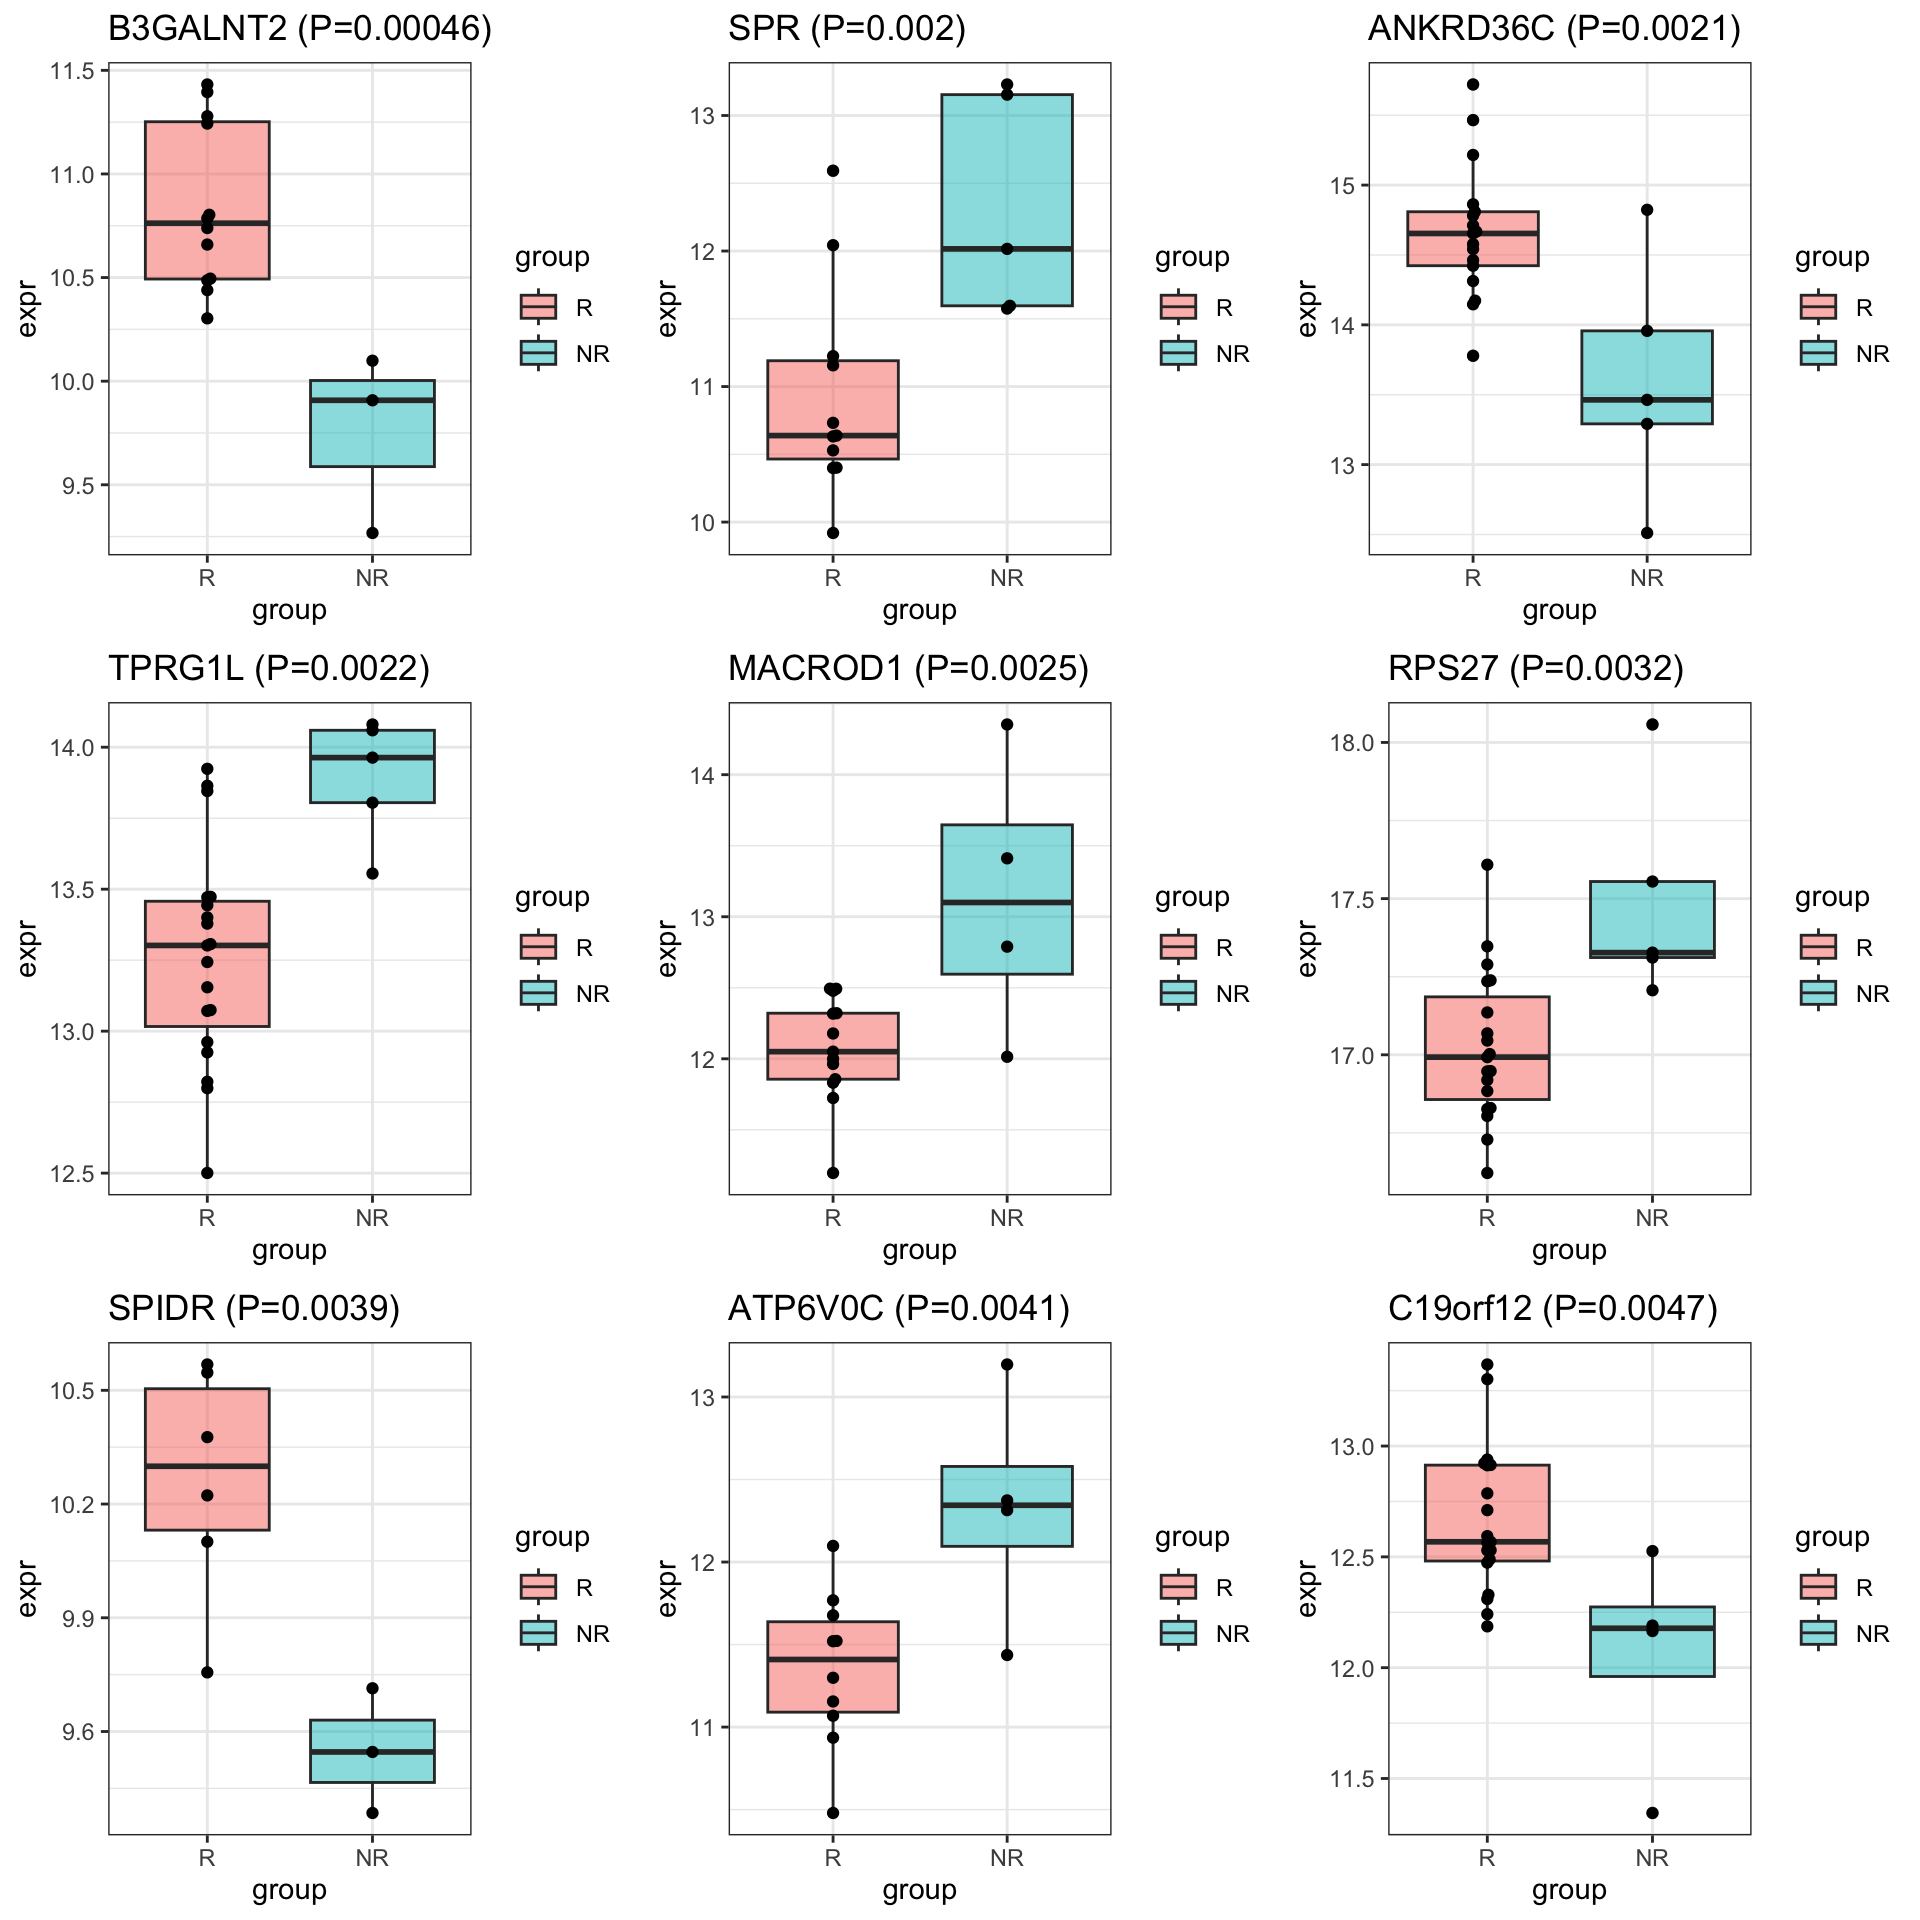 B3GALNT2 (P=0.00046)
11.5
11.0
10.5
10.0
9.5
expr
R
NR
group
group
R
NR
SPR (P=0.002)
13
12
11
10
expr
R
NR
group
group
R
NR
ANKRD36C (P=0.0021)
15
14
13
expr
R
NR
group
group
R
NR
TPRG1L (P=0.0022)
14.0
13.5
13.0
12.5
expr
R
NR
group
group
R
NR
MACROD1 (P=0.0025)
14
13
12
expr
R
NR
group
group
R
NR
RPS27 (P=0.0032)
18.0
17.5
17.0
expr
R
NR
group
group
R
NR
SPIDR (P=0.0039)
10.5
10.2
9.9
9.6
expr
R
NR
group
group
R
NR
ATP6V0C (P=0.0041)
13
12
11
expr
R
NR
group
group
R
NR
C19orf12 (P=0.0047)
13.0
12.5
12.0
11.5
expr
R
NR
group
group
R
NR